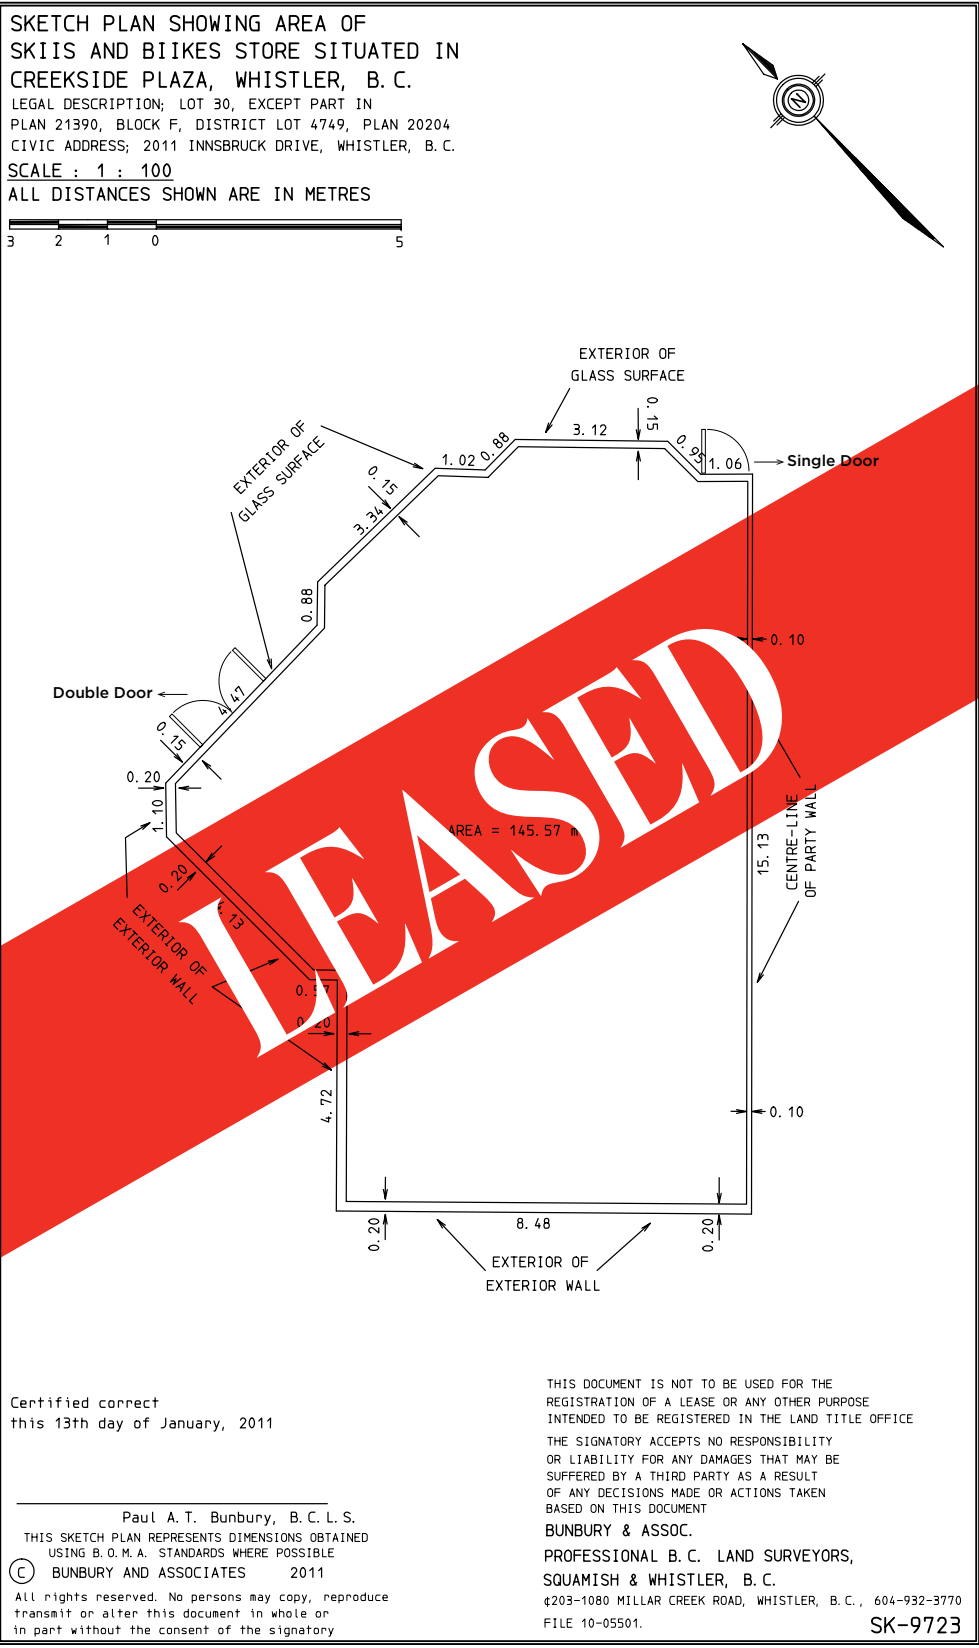 SKETCH PLAN SHOWING AREA OF
SKIIS AND BIIKES STORE SITUATED IN
CREEKSIDE PLAZA, WHISTLER, B.C.
LEGAL DESCRIPTION; LOT 30, EXCEPT PART IN
PLAN 21390, BLOCK F, DISTRICT LOT 4749, PLAN 20204
CIVIC ADDRESS; 2011 INNSBRUCK DRIVE, WHISTLER, B.C.
SCALE : 1 : 100
ALL DISTANCES SHOWN ARE IN METRES
3 2 1 0 5
N
EXTERIOR OF
GLASS SURFACE
EXTERIOR OF
GLASS SURFACE
3.12
0.15
0.88
1.02
0.95
1.06
Single Door
0.15
3.34
0.88
0.10
Double Door
4.47
0.15
0.20
1.10
AREA = 145.57 m
15.13
CENTRE-LINE
OF PARTY WALL
0.20
4.13
EXTERIOR OF
EXTERIOR WALL
LEASED
0.57
0.20
4.72
0.10
0.20
8.48
0.20
EXTERIOR OF
EXTERIOR WALL
Certified correct
this 13th day of January, 2011
Paul A.T. Bunbury, B.C.L.S.
THIS SKETCH PLAN REPRESENTS DIMENSIONS OBTAINED
USING B.O.M.A. STANDARDS WHERE POSSIBLE
© BUNBURY AND ASSOCIATES 2011
All rights reserved. No persons may copy, reproduce
transmit or alter this document in whole or
in part without the consent of the signatory
THIS DOCUMENT IS NOT TO BE USED FOR THE
REGISTRATION OF A LEASE OR ANY OTHER PURPOSE
INTENDED TO BE REGISTERED IN THE LAND TITLE OFFICE
THE SIGNATORY ACCEPTS NO RESPONSIBILITY
OR LIABILITY FOR ANY DAMAGES THAT MAY BE
SUFFERED BY A THIRD PARTY AS A RESULT
OF ANY DECISIONS MADE OR ACTIONS TAKEN
BASED ON THIS DOCUMENT
BUNBURY & ASSOC.
PROFESSIONAL B.C. LAND SURVEYORS,
SQUAMISH & WHISTLER, B.C.
¢203-1080 MILLAR CREEK ROAD, WHISTLER, B.C., 604-932-3770
FILE 10-05501.
SK-9723